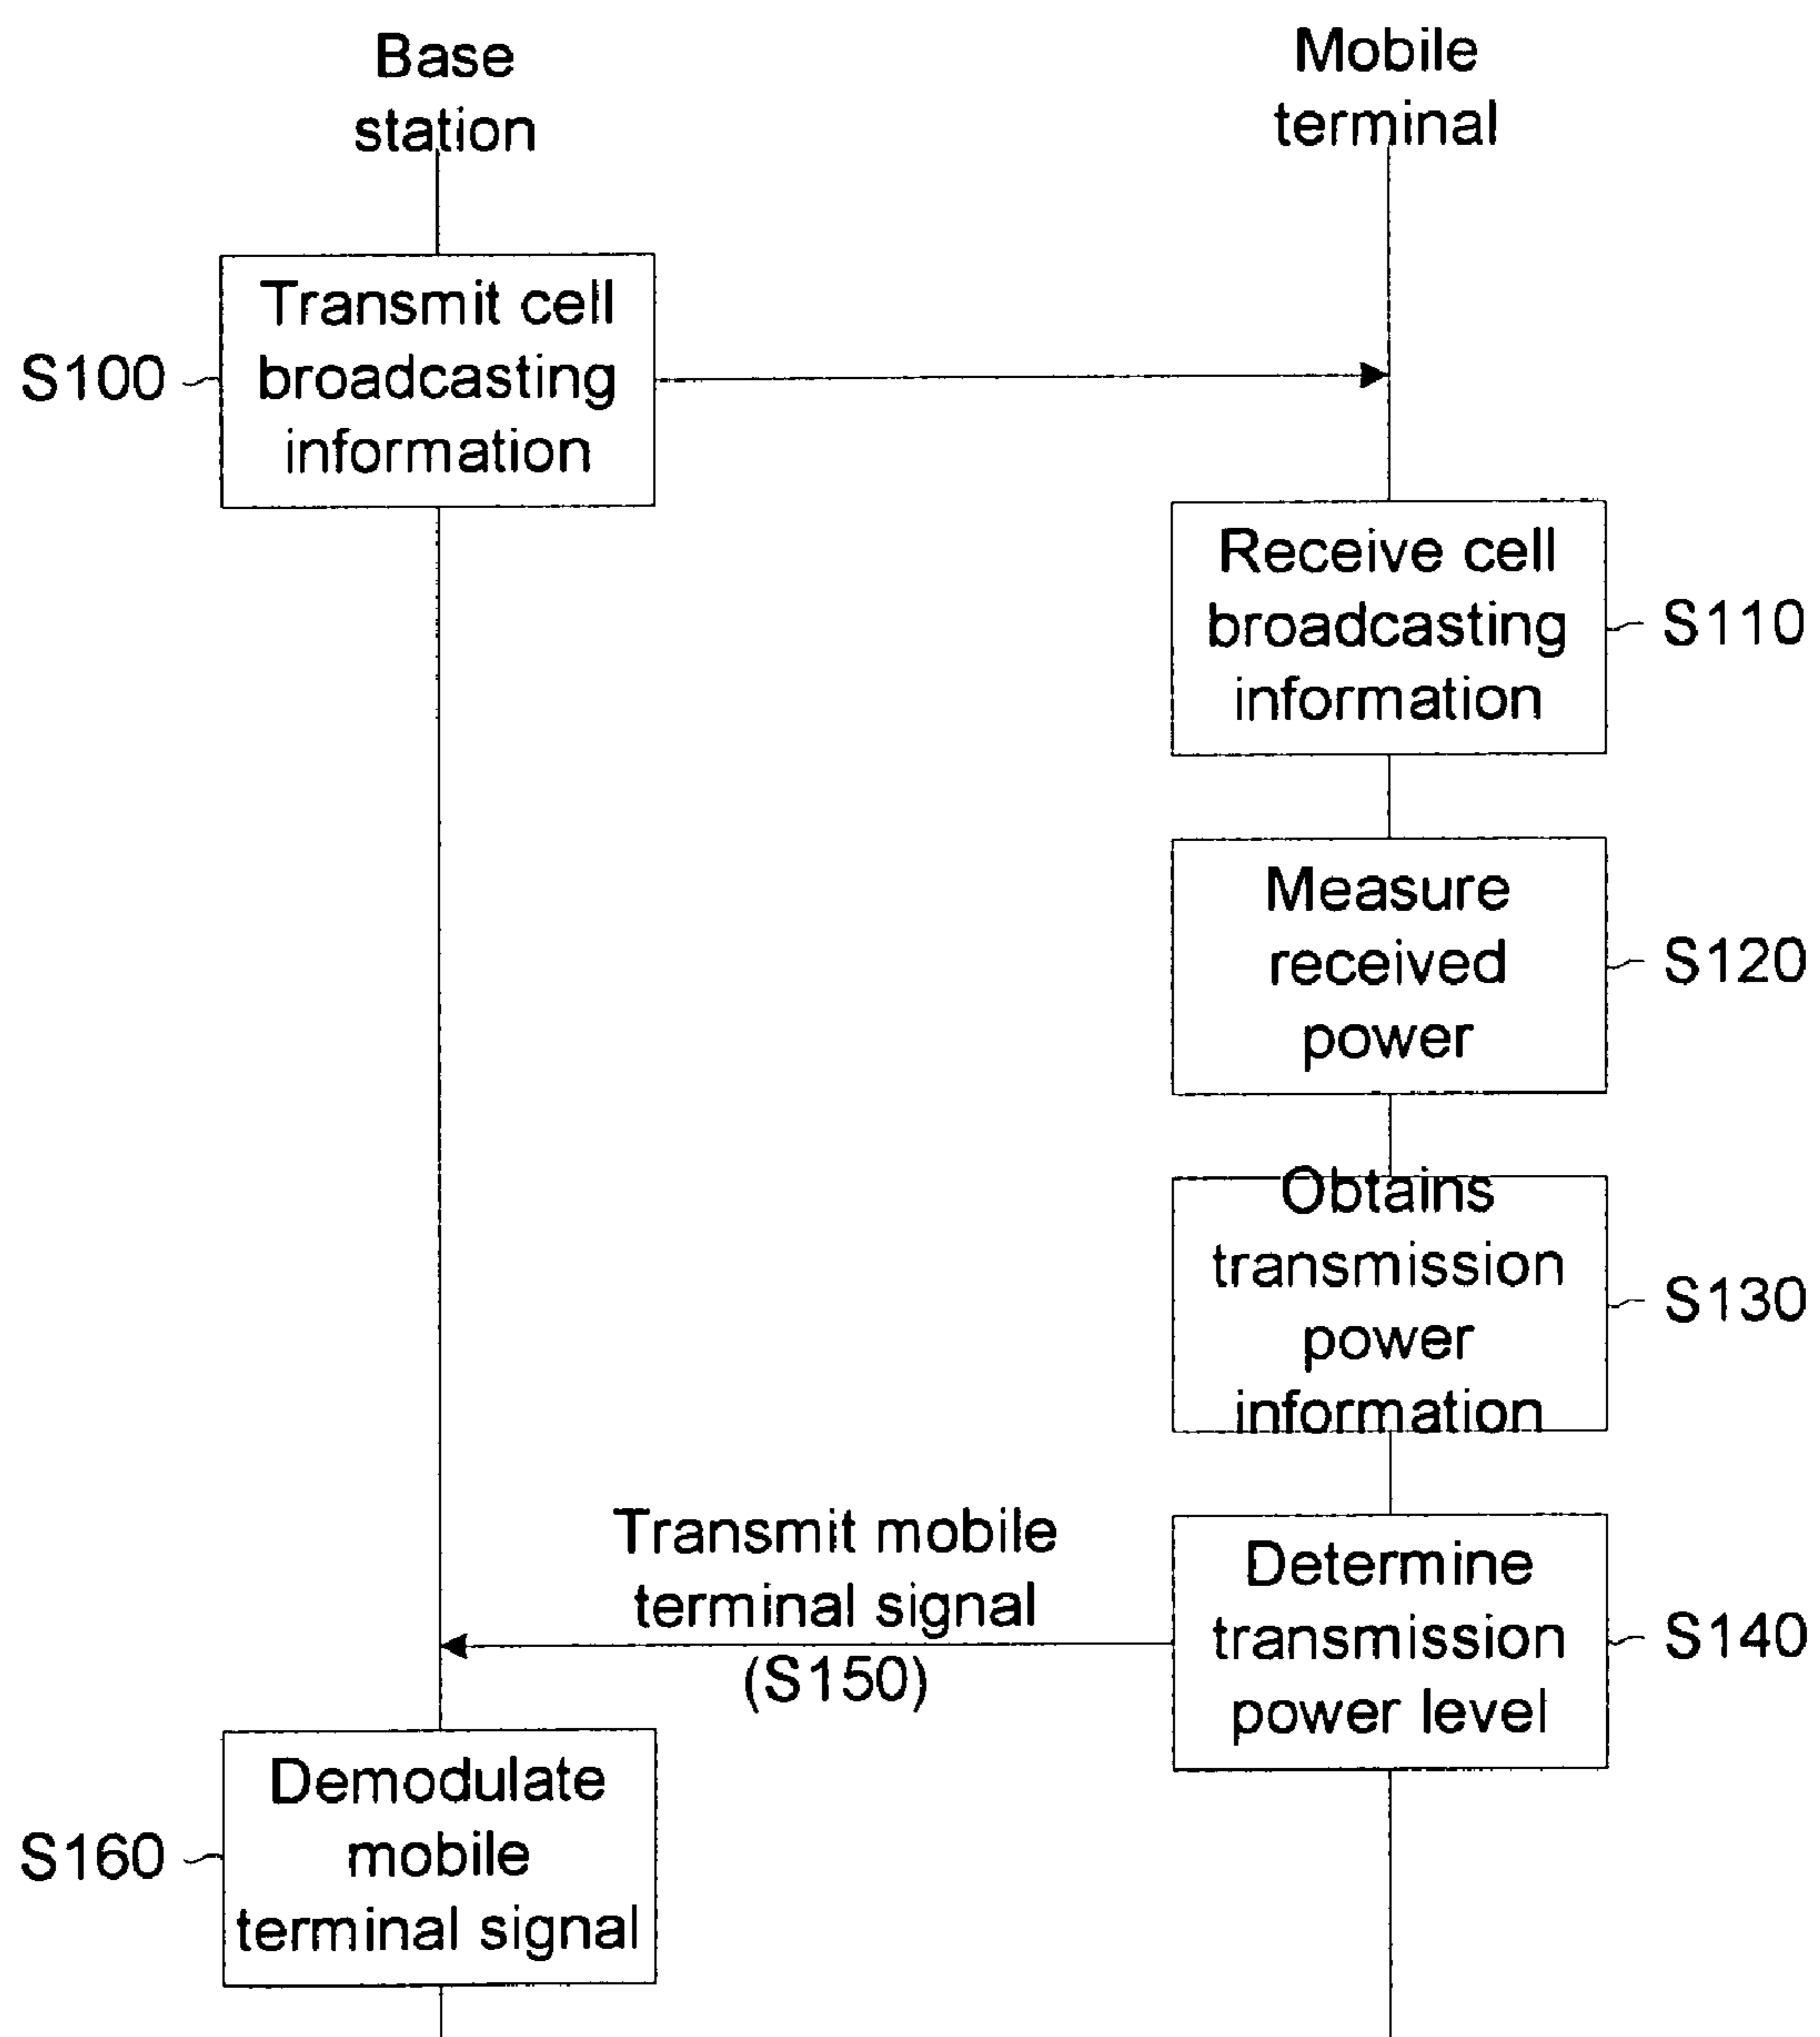 Base
station
Mobile
terminal
Transmit cell
broadcasting
information
S100
Receive cell
broadcasting
information
S110
Measure
received
power
S120
Obtains
transmission
power
information
S130
Transmit mobile
terminal signal
(S150)
Determine
transmission
power level
S140
Demodulate
mobile
terminal signal
S160